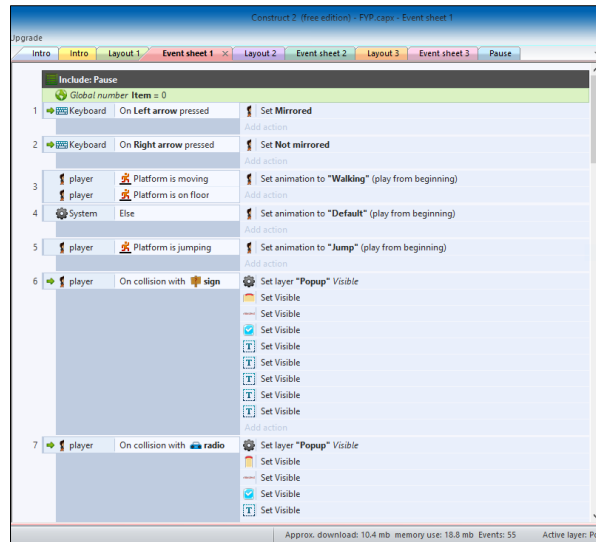 Construct 2 (free edition) - FYP.capx - Event sheet 1
Upgrade
Intro Intro Layout 1 Event sheet 1 × Layout 2 Event sheet 2 Layout 3 Event sheet 3 Pause
Include: Pause
Global number Item = 0
1 Keyboard On Left arrow pressed Set Mirrored
Add action
2 Keyboard On Right arrow pressed Set Not mirrored
Add action
3 player Platform is moving Set animation to "Walking" (play from beginning)
player Platform is on floor Add action
4 System Else Set animation to "Default" (play from beginning)
Add action
5 player Platform is jumping Set animation to "Jump" (play from beginning)
Add action
6 player On collision with sign Set layer "Popup" Visible
Set Visible
Set Visible
Set Visible
T Set Visible
T Set Visible
T Set Visible
T Set Visible
T Set Visible
Add action
7 player On collision with radio Set layer "Popup" Visible
Set Visible
Set Visible
Set Visible
T Set Visible
Approx. download: 10.4 mb memory use: 18.8 mb Events: 55 Active layer: